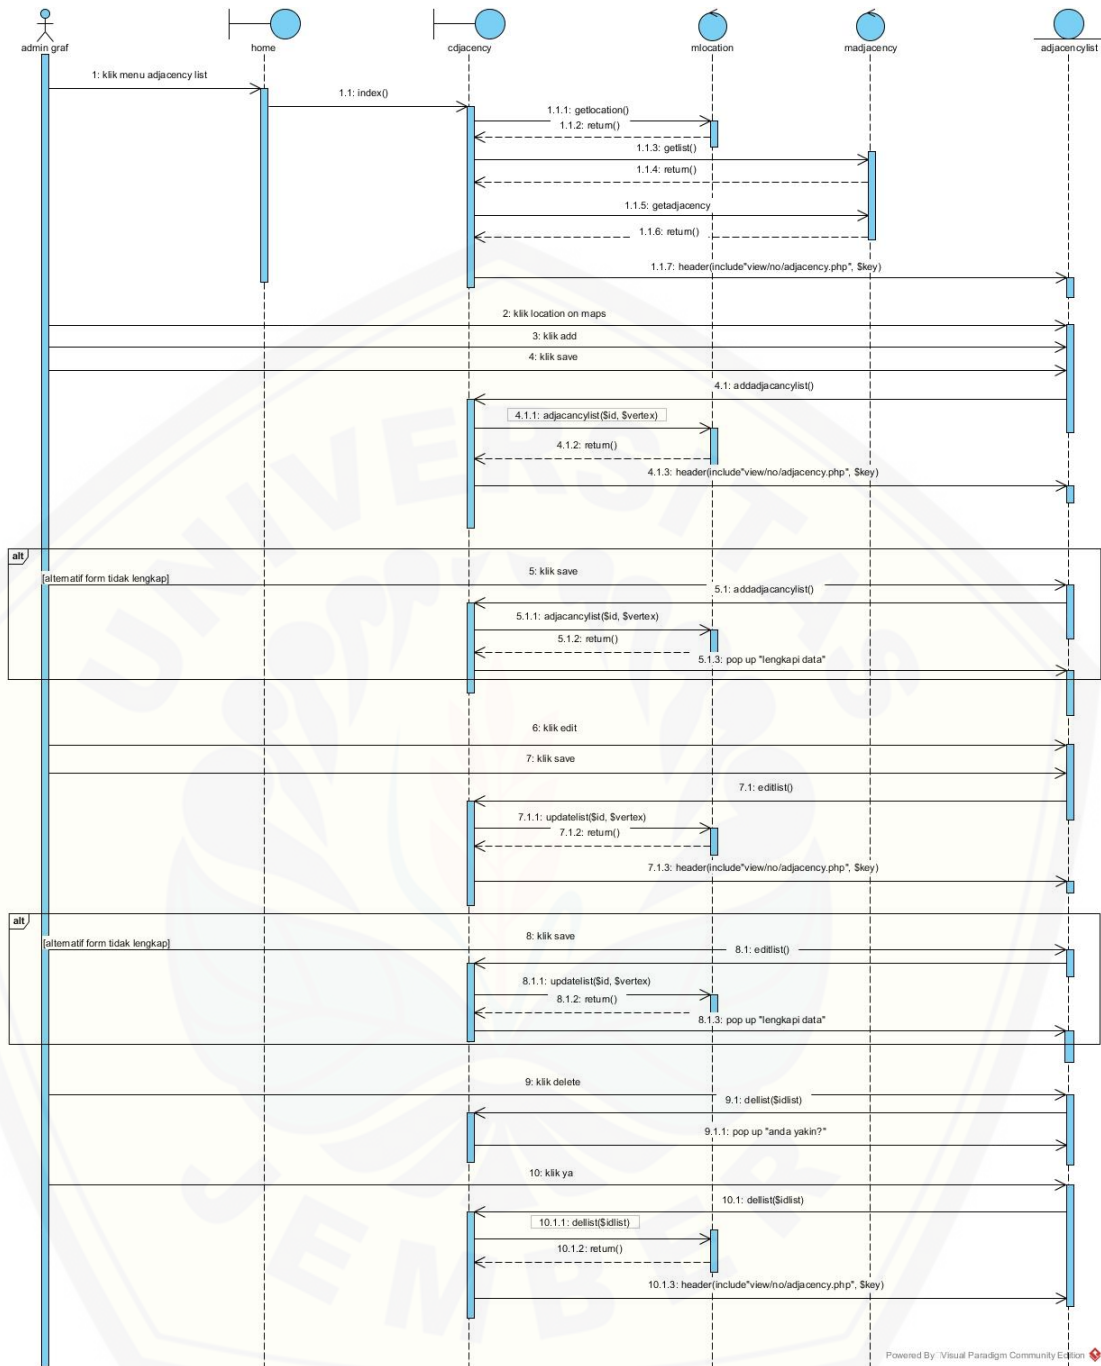 admin graf
home
cdjacency
mlocation
madjacency
adjacencylist
1: klik menu adjacency list
1.1: index()
1.1.1: getlocation()
1.1.2: return()
1.1.3: getlist()
1.1.4: return()
1.1.5: getadjacency
1.1.6: return()
1.1.7: header(include"view/no/adjacency.php", $key)
2: klik location on maps
3: klik add
4: klik save
4.1: addadjacancylist()
4.1.1: adjacancylist($id, $vertex)
4.1.2: return()
4.1.3: header(include"view/no/adjacency.php", $key)
alt
[alternatif form tidak lengkap]
5: klik save
5.1: addadjacancylist()
5.1.1: adjacancylist($id, $vertex)
5.1.2: return()
5.1.3: pop up "lengkapi data"
6: klik edit
7: klik save
7.1: editlist()
7.1.1: updatelist($id, $vertex)
7.1.2: return()
7.1.3: header(include"view/no/adjacency.php", $key)
alt
[alternatif form tidak lengkap]
8: klik save
8.1: editlist()
8.1.1: updatelist($id, $vertex)
8.1.2: return()
8.1.3: pop up "lengkapi data"
9: klik delete
9.1: dellist($idlist)
9.1.1: pop up "anda yakin?"
10: klik ya
10.1: dellist($idlist)
10.1.1: dellist($idlist)
10.1.2: return()
10.1.3: header(include"view/no/adjacency.php", $key)
UNIVERSITAS
JEMBER
Powered By Visual Paradigm Community Edition